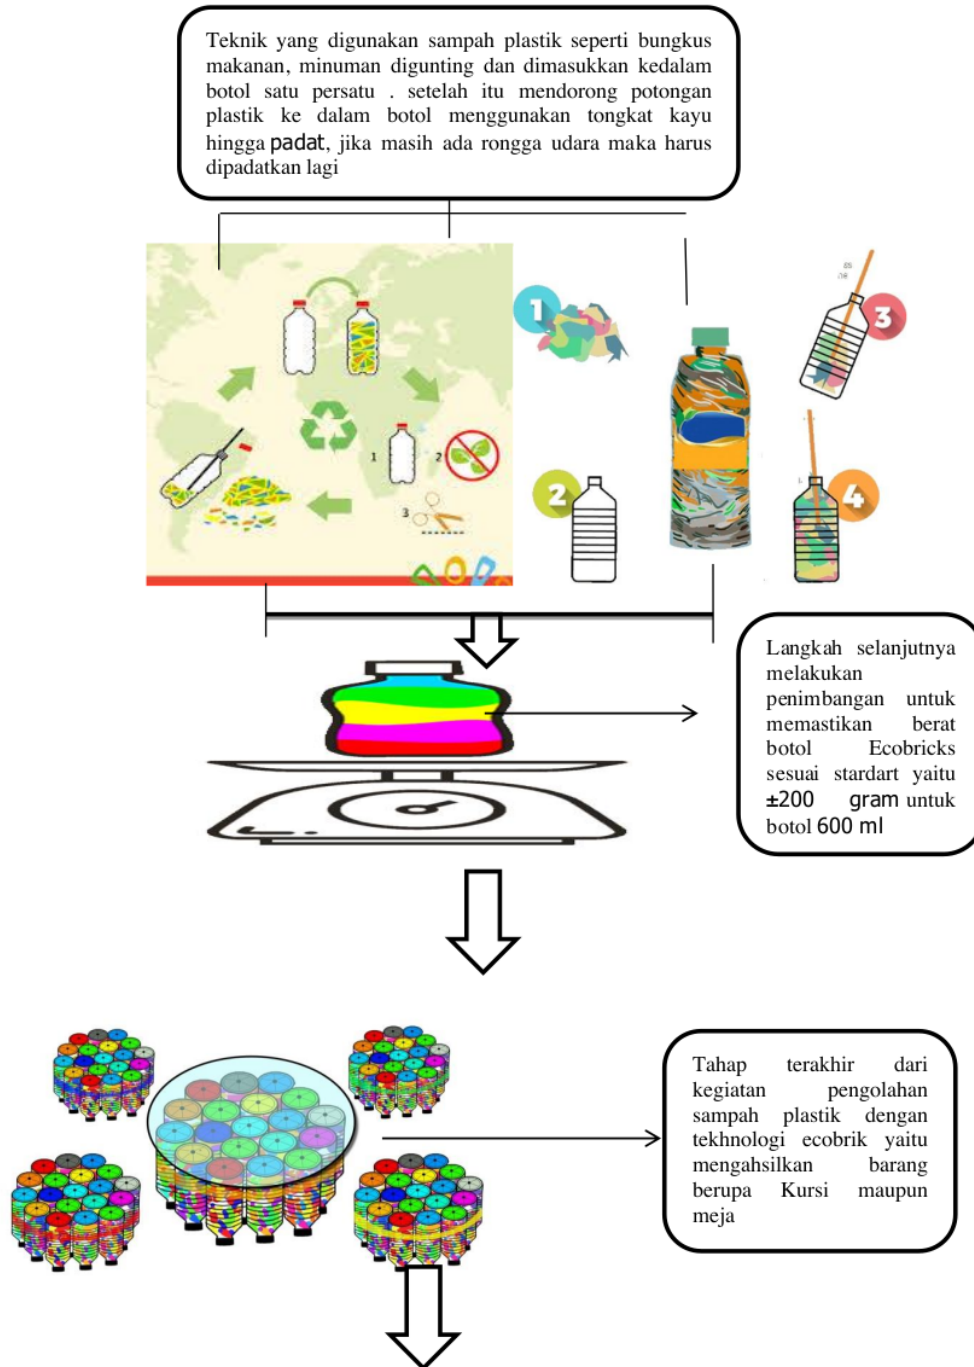 Teknik yang digunakan sampah plastik seperti bungkus
makanan, minuman digunting dan dimasukkan kedalam
botol satu persatu . setelah itu mendorong potongan
plastik ke dalam botol menggunakan tongkat kayu
hingga padat, jika masih ada rongga udara maka harus
dipadatkan lagi
1
3
1
2
3
2
4
Langkah selanjutnya
melakukan
penimbangan untuk
memastikan berat
botol Ecobricks
sesuai stardart yaitu
±200 gram untuk
botol 600 ml
Tahap terakhir dari
kegiatan pengolahan
sampah plastik dengan
tekhnologi ecobrik yaitu
mengahsilkan barang
berupa Kursi maupun
meja